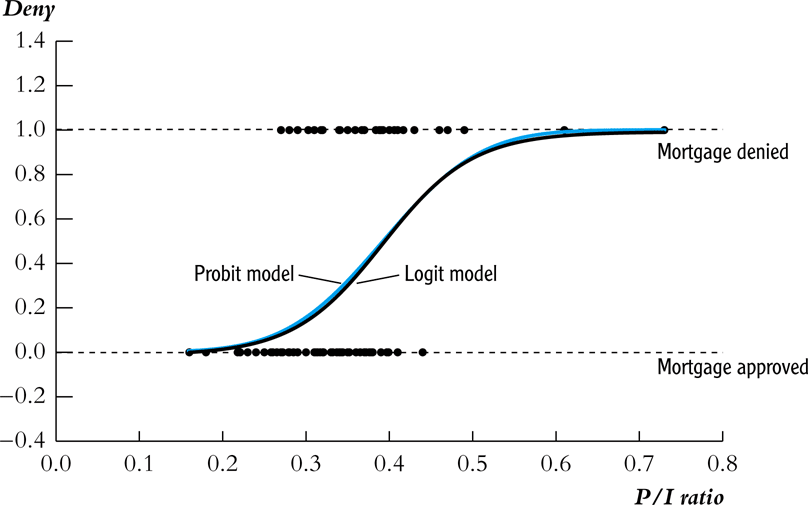 Deny
1.4
1.2
1.0
Mortgage denied
0.8
0.6
0.4
Probit model
Logit model
0.2
0.0
Mortgage approved
−0.2
−0.4
0.0 0.1 0.2 0.3 0.4 0.5 0.6 0.7 0.8
P/I ratio